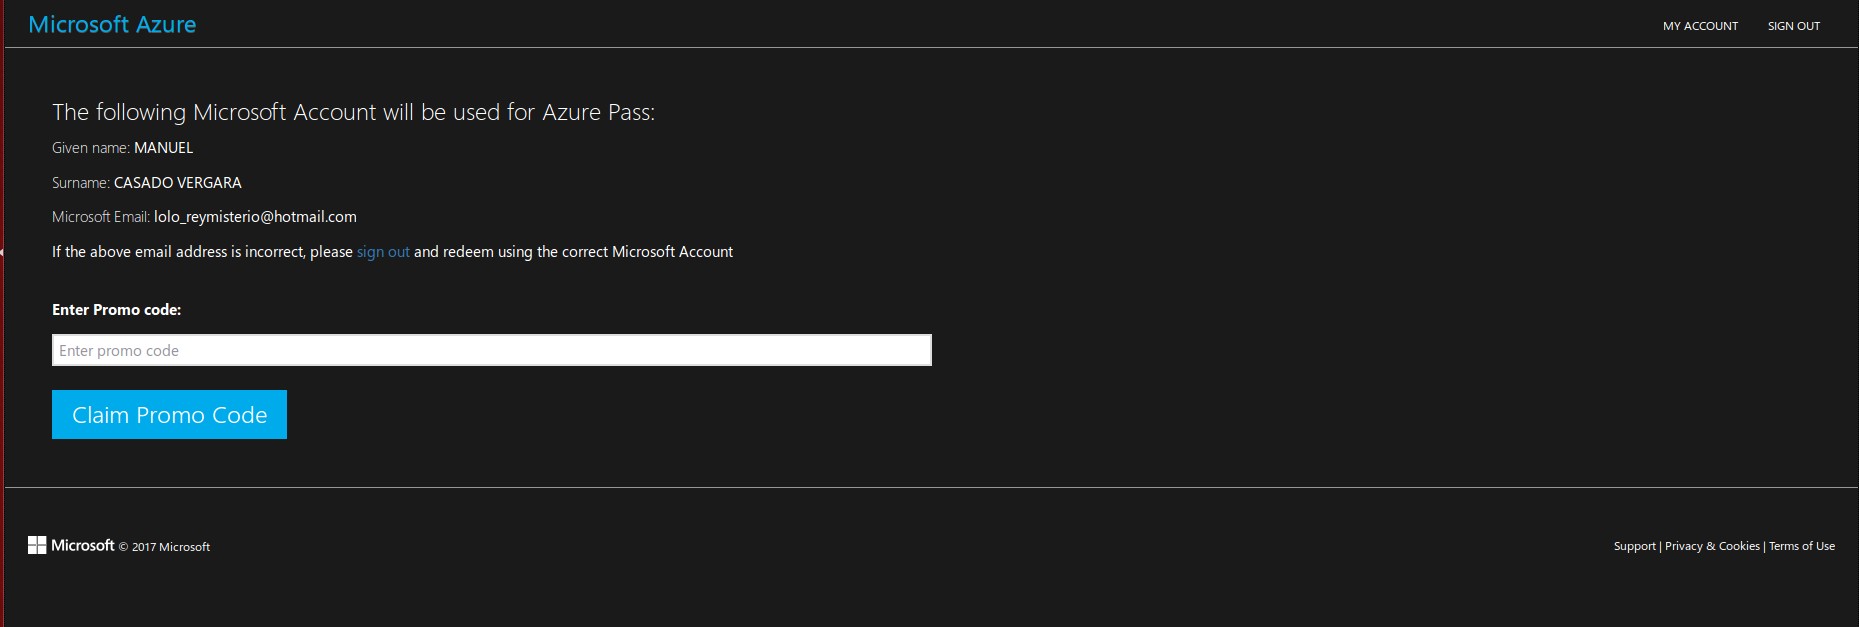 Microsoft Azure
MY ACCOUNT
SIGN OUT
The following Microsoft Account will be used for Azure Pass:
Given name: MANUEL
Surname: CASADO VERGARA
Microsoft Email: lolo_reymisterio@hotmail.com
If the above email address is incorrect, please sign out and redeem using the correct Microsoft Account
Enter Promo code:
Enter promo code
Claim Promo Code
Microsoft © 2017 Microsoft
Support | Privacy & Cookies | Terms of Use